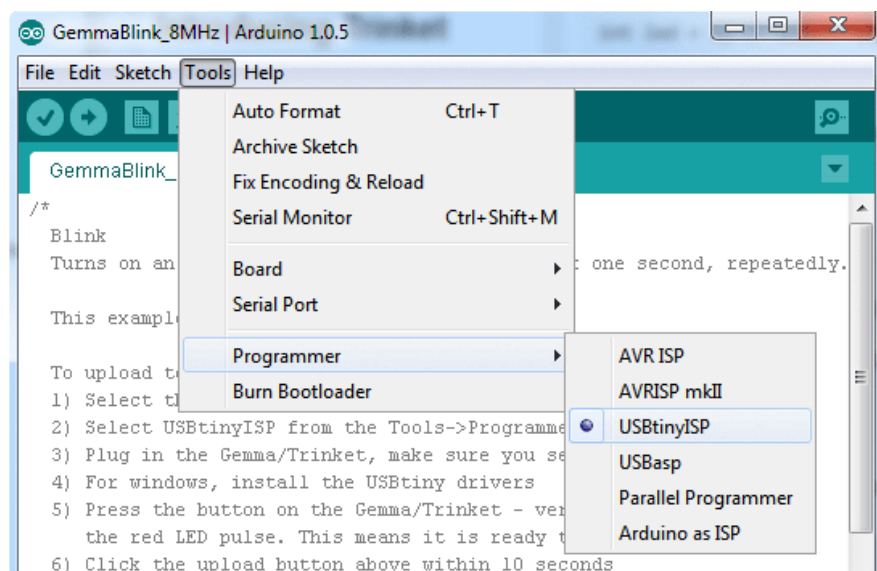 GemmaBlink_8MHz | Arduino 1.0.5
File Edit Sketch Tools Help
Auto Format Ctrl+T
Archive Sketch
GemmaBlink_
Fix Encoding & Reload
Serial Monitor Ctrl+Shift+M
/*
Blink
Turns on an one second, repeatedly.
Board
Serial Port
This exampl
Programmer
Burn Bootloader
AVR ISP
AVRISP mkII
USBtinyISP
USBasp
Parallel Programmer
Arduino as ISP
To upload t
1) Select t
2) Select USBtinyISP from the Tools->Programme
3) Plug in the Gemma/Trinket, make sure you se
4) For windows, install the USBtiny drivers
5) Press the button on the Gemma/Trinket - ver
the red LED pulse. This means it is ready t
6) Click the upload button above within 10 seconds